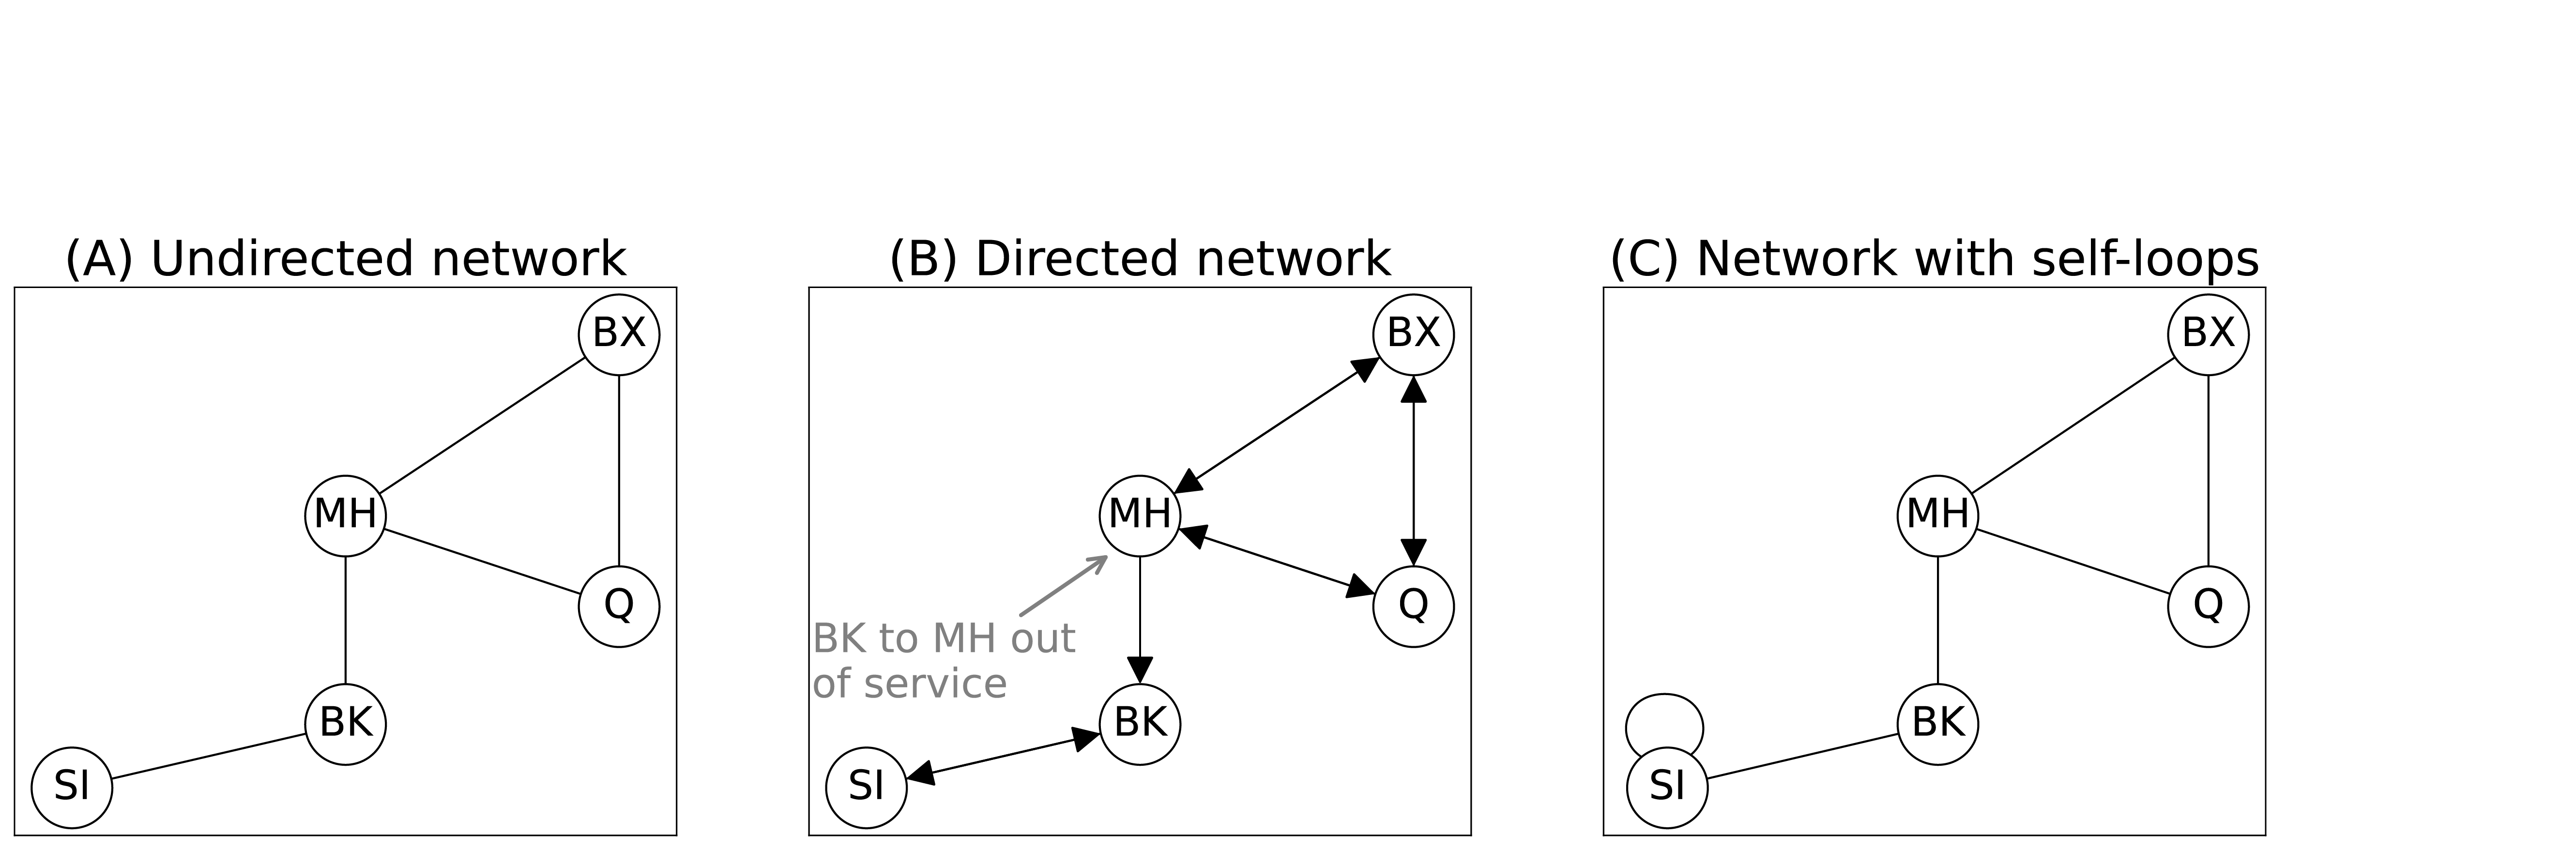 (A) Undirected network
BX
MH
Q
BK
SI
(B) Directed network
BX
MH
Q
BK to MH out
of service
BK
SI
(C) Network with self-loops
BX
MH
Q
BK
SI